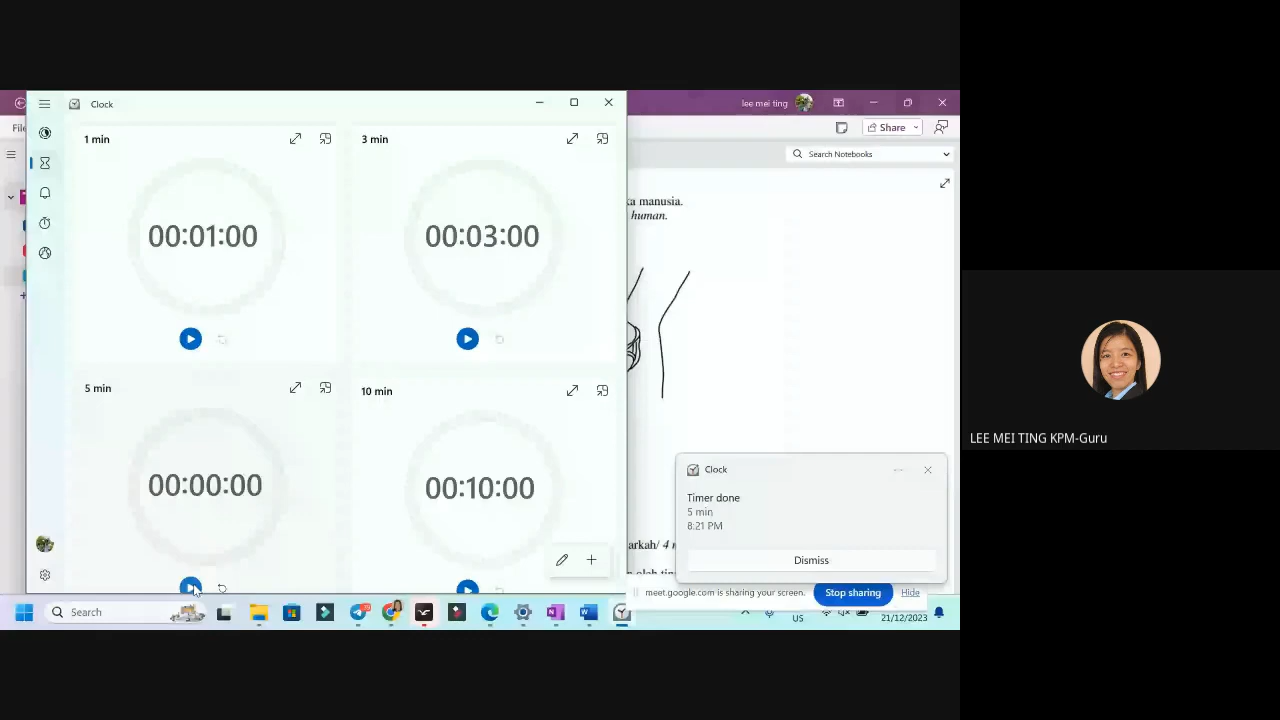 Clock
lee mei ting
Fil
Share
Search Notebooks
1 min
3 min
ka manusia.
human.
00:01:00
00:03:00
5 min
10 min
00:00:00
00:10:00
Clock
Timer done
5 min
8:21 PM
Dismiss
arkah/ 4 m
meet.google.com is sharing your screen.
Stop sharing
Hide
Search
US
21/12/2023
LEE MEI TING KPM-Guru